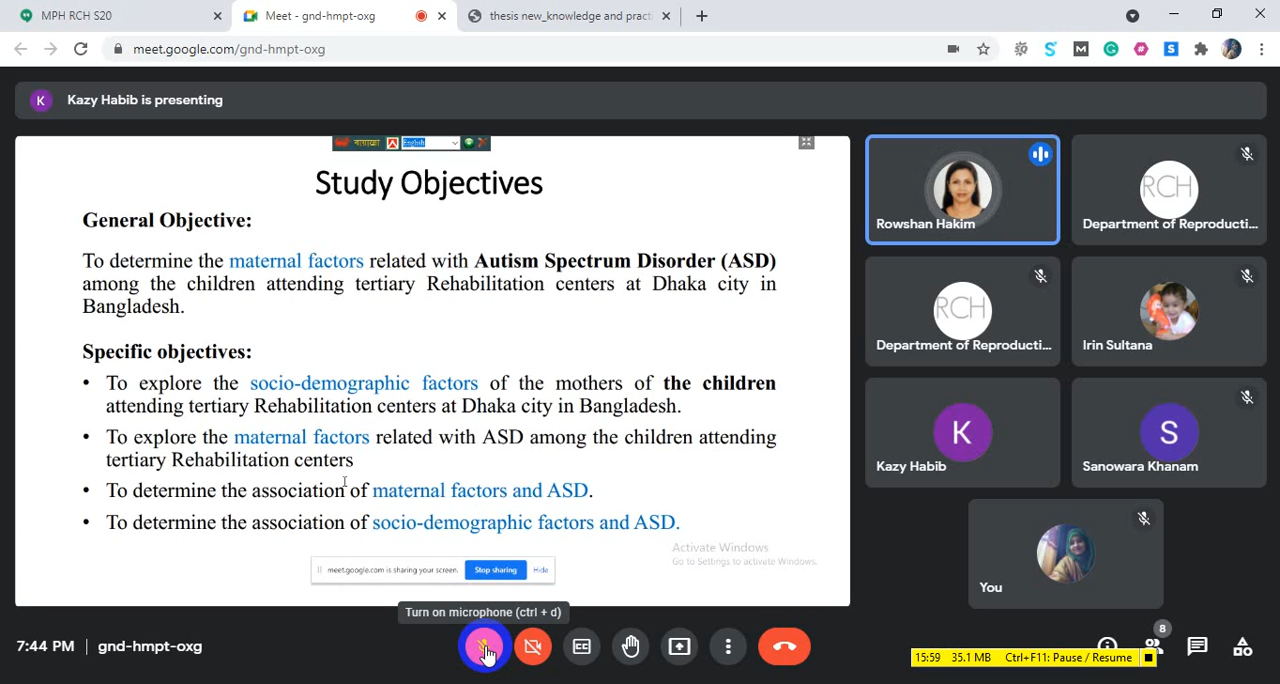 MPH RCH S20
Meet - gnd-hmpt-oxg
thesis new_knowledge and practi
meet.google.com/gnd-hmpt-oxg
K
Kazy Habib is presenting
English
Study Objectives
General Objective:
To determine the maternal factors related with Autism Spectrum Disorder (ASD)
among the children attending tertiary Rehabilitation centers at Dhaka city in
Bangladesh.
Specific objectives:
• To explore the socio-demographic factors of the mothers of the children
attending tertiary Rehabilitation centers at Dhaka city in Bangladesh.
• To explore the maternal factors related with ASD among the children attending
tertiary Rehabilitation centers
• To determine the association of maternal factors and ASD.
• To determine the association of socio-demographic factors and ASD.
Activate Windows
Go to Settings to activate Windows.
meet.google.com is sharing your screen.
Stop sharing
Hide
Rowshan Hakim
RCH
Department of Reproducti...
RCH
Department of Reproducti...
Irin Sultana
K
Kazy Habib
S
Sanowara Khanam
You
Turn on microphone (ctrl + d)
7:44 PM | gnd-hmpt-oxg
8
15:59 35.1 MB Ctrl+F11: Pause / Resume